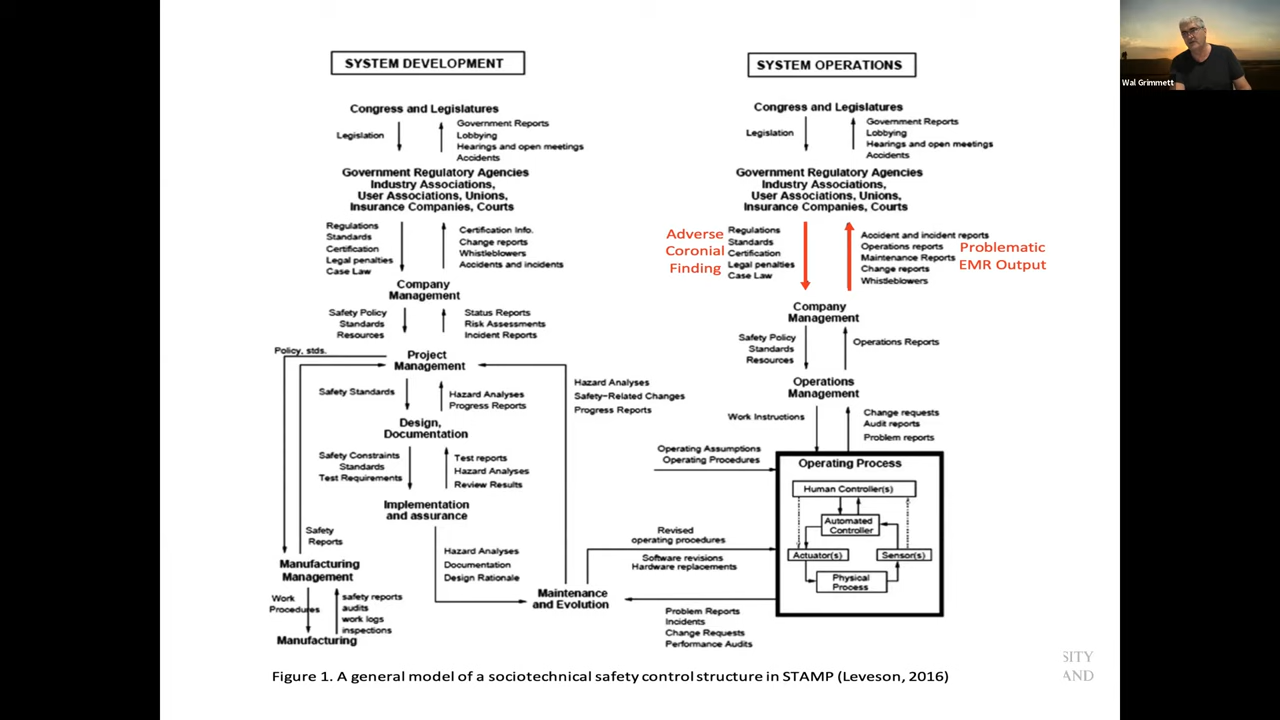 SYSTEM DEVELOPMENT
Congress and Legislatures
Legislation
Government Reports
Lobbying
Hearings and open meetings
Accidents
Government Regulatory Agencies
Industry Associations,
User Associations, Unions,
Insurance Companies, Courts
Regulations
Standards
Certification
Legal penalties
Case Law
Certification Info.
Change reports
Whistleblowers
Accidents and incidents
Company
Management
Safety Policy
Standards
Resources
Status Reports
Risk Assessments
Incident Reports
Policy, stds.
Project
Management
Safety Standards
Hazard Analyses
Progress Reports
Hazard Analyses
Safety-Related Changes
Progress Reports
Design,
Documentation
Safety Constraints
Standards
Test Requirements
Test reports
Hazard Analyses
Review Results
Implementation
and assurance
Safety
Reports
Hazard Analyses
Documentation
Design Rationale
Manufacturing
Management
Work
Procedures
safety reports
audits
work logs
inspections
Manufacturing
Maintenance
and Evolution
SYSTEM OPERATIONS
Congress and Legislatures
Legislation
Government Reports
Lobbying
Hearings and open meetings
Accidents
Government Regulatory Agencies
Industry Associations,
User Associations, Unions,
Insurance Companies, Courts
Adverse
Coronial
Finding
Regulations
Standards
Certification
Legal penalties
Case Law
Accident and incident reports
Operations reports
Maintenance Reports
Change reports
Whistleblowers
Problematic
EMR Output
Company
Management
Safety Policy
Standards
Resources
Operations Reports
Operations
Management
Work Instructions
Change requests
Audit reports
Problem reports
Operating Assumptions
Operating Procedures
Operating Process
Human Controller(s)
Automated
Controller
Actuator(s)
Sensor(s)
Physical
Process
Revised
operating procedures
Software revisions
Hardware replacements
Problem Reports
Incidents
Change Requests
Performance Audits
Figure 1. A general model of a sociotechnical safety control structure in STAMP (Leveson, 2016)
SITY
AND
Wal Grimmett